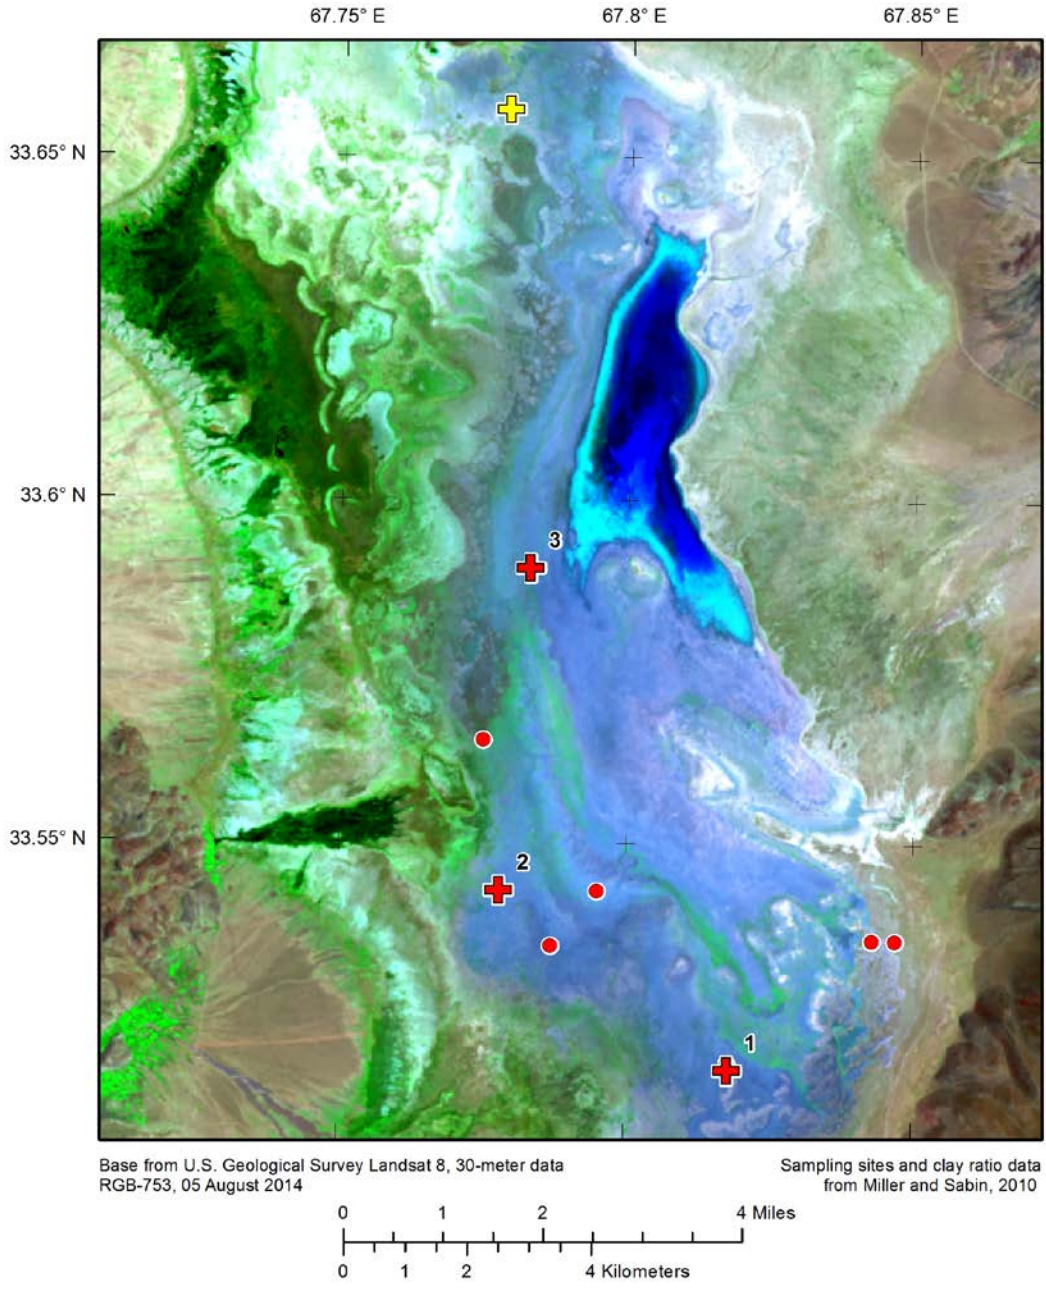 67.75° E 67.8° E 67.85° E
33.65° N
33.6° N
3
33.55° N
2
1
Base from U.S. Geological Survey Landsat 8, 30-meter data
RGB-753, 05 August 2014
Sampling sites and clay ratio data
from Miller and Sabin, 2010
0 1 2 4 Miles
0 1 2 4 Kilometers